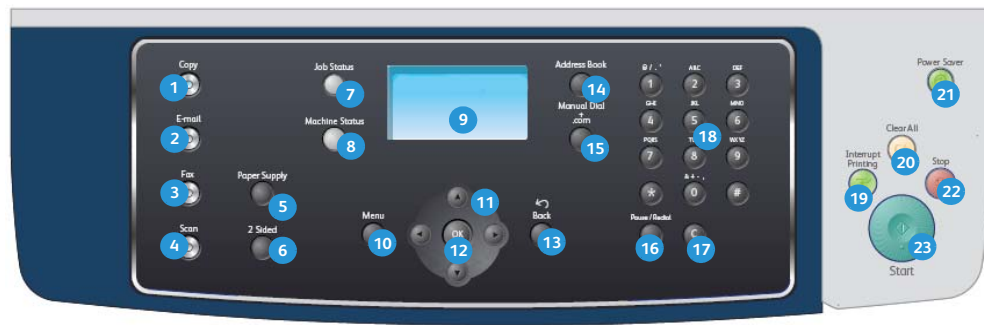 Copy
1
E-mail
2
Fax
3
Scan
4
Paper Supply
5
2 Sided
6
Job Status
7
Machine Status
8
9
Menu
10
11
OK
12
Back
13
Address Book
14
Manual Dial
+
.com
15
@ / . '
ABC
DEF
1
2
3
GHI
JKL
MNO
4
5
6
18
PQRS
WXYZ
7
8
9
& + - ,
*
0
#
Pause / Redial
16
C
17
Power Saver
21
Clear All
20
Interrupt
Printing
19
Stop
22
23
Start